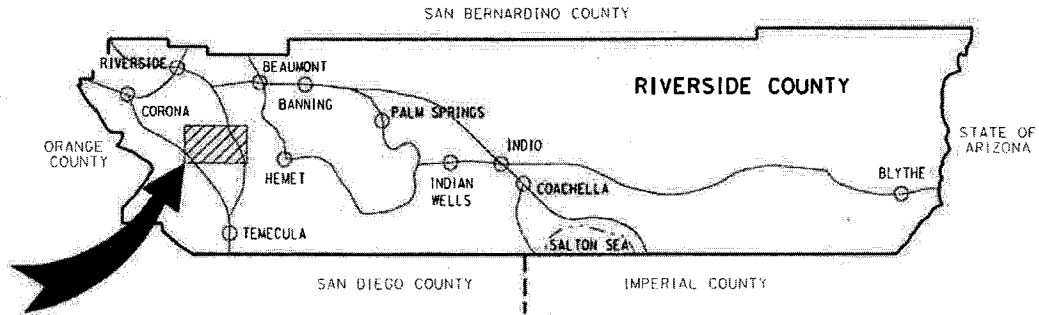 SAN BERNARDINO COUNTY
RIVERSIDE
BEAUMONT
RIVERSIDE COUNTY
CORONA
BANNING
PALM SPRINGS
ORANGE
COUNTY
STATE OF
ARIZONA
INDIO
HEMET
INDIAN
WELLS
COACHELLA
BLYTHE
TEMECULA
SALTON SEA
SAN DIEGO COUNTY
IMPERIAL COUNTY